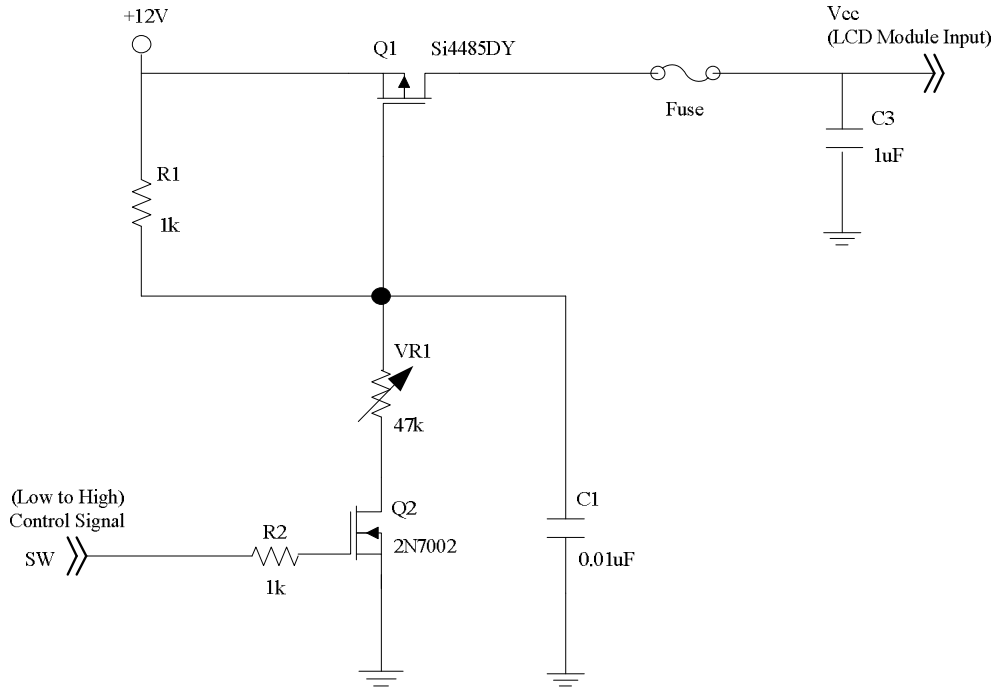 +12V
Q1
Si4485DY
Vcc
(LCD Module Input)
Fuse
C3
1uF
R1
1k
VR1
47k
(Low to High)
Control Signal
SW
R2
1k
Q2
2N7002
C1
0.01uF